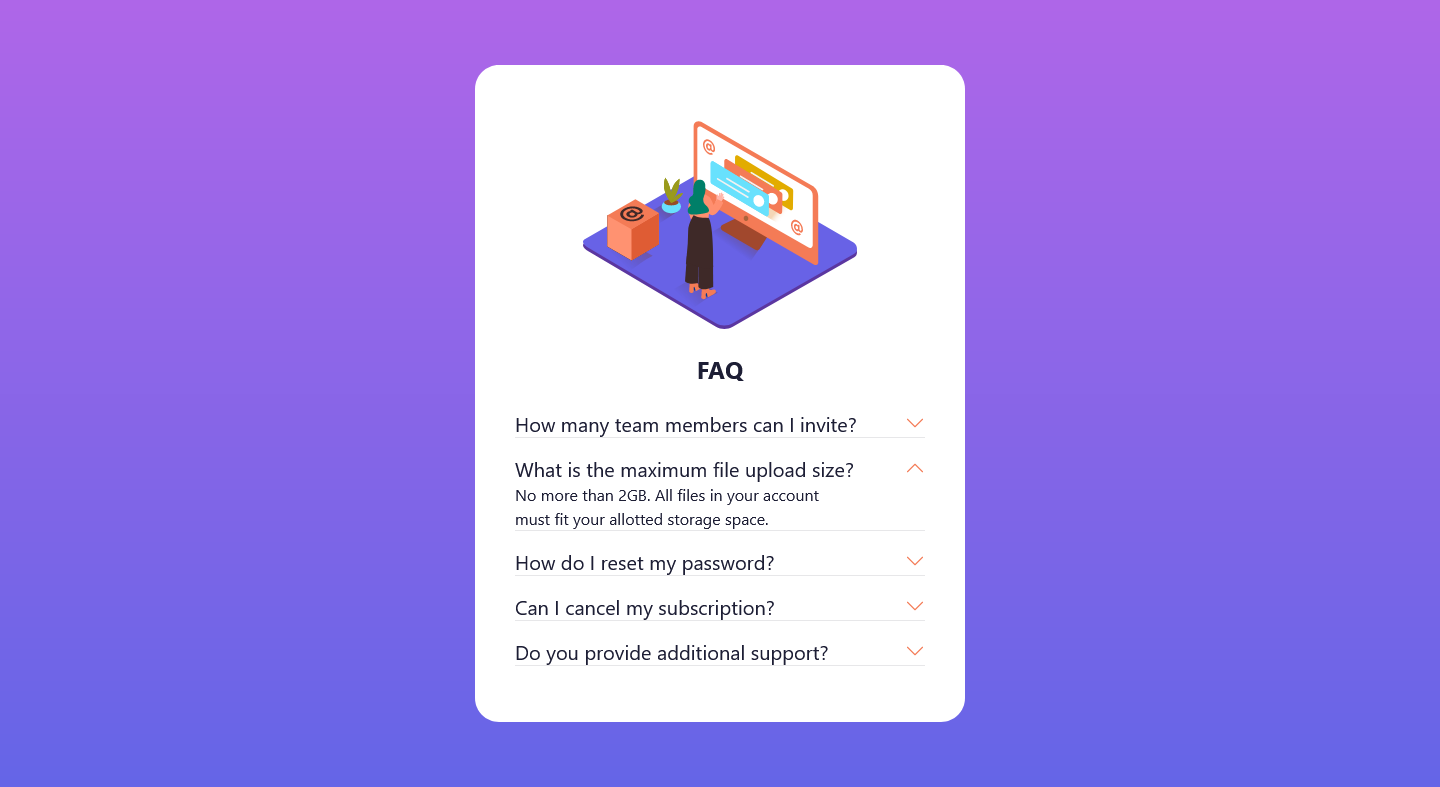 @
@
@
FAQ
How many team members can I invite?
What is the maximum file upload size?
No more than 2GB. All files in your account
must fit your allotted storage space.
How do I reset my password?
Can I cancel my subscription?
Do you provide additional support?